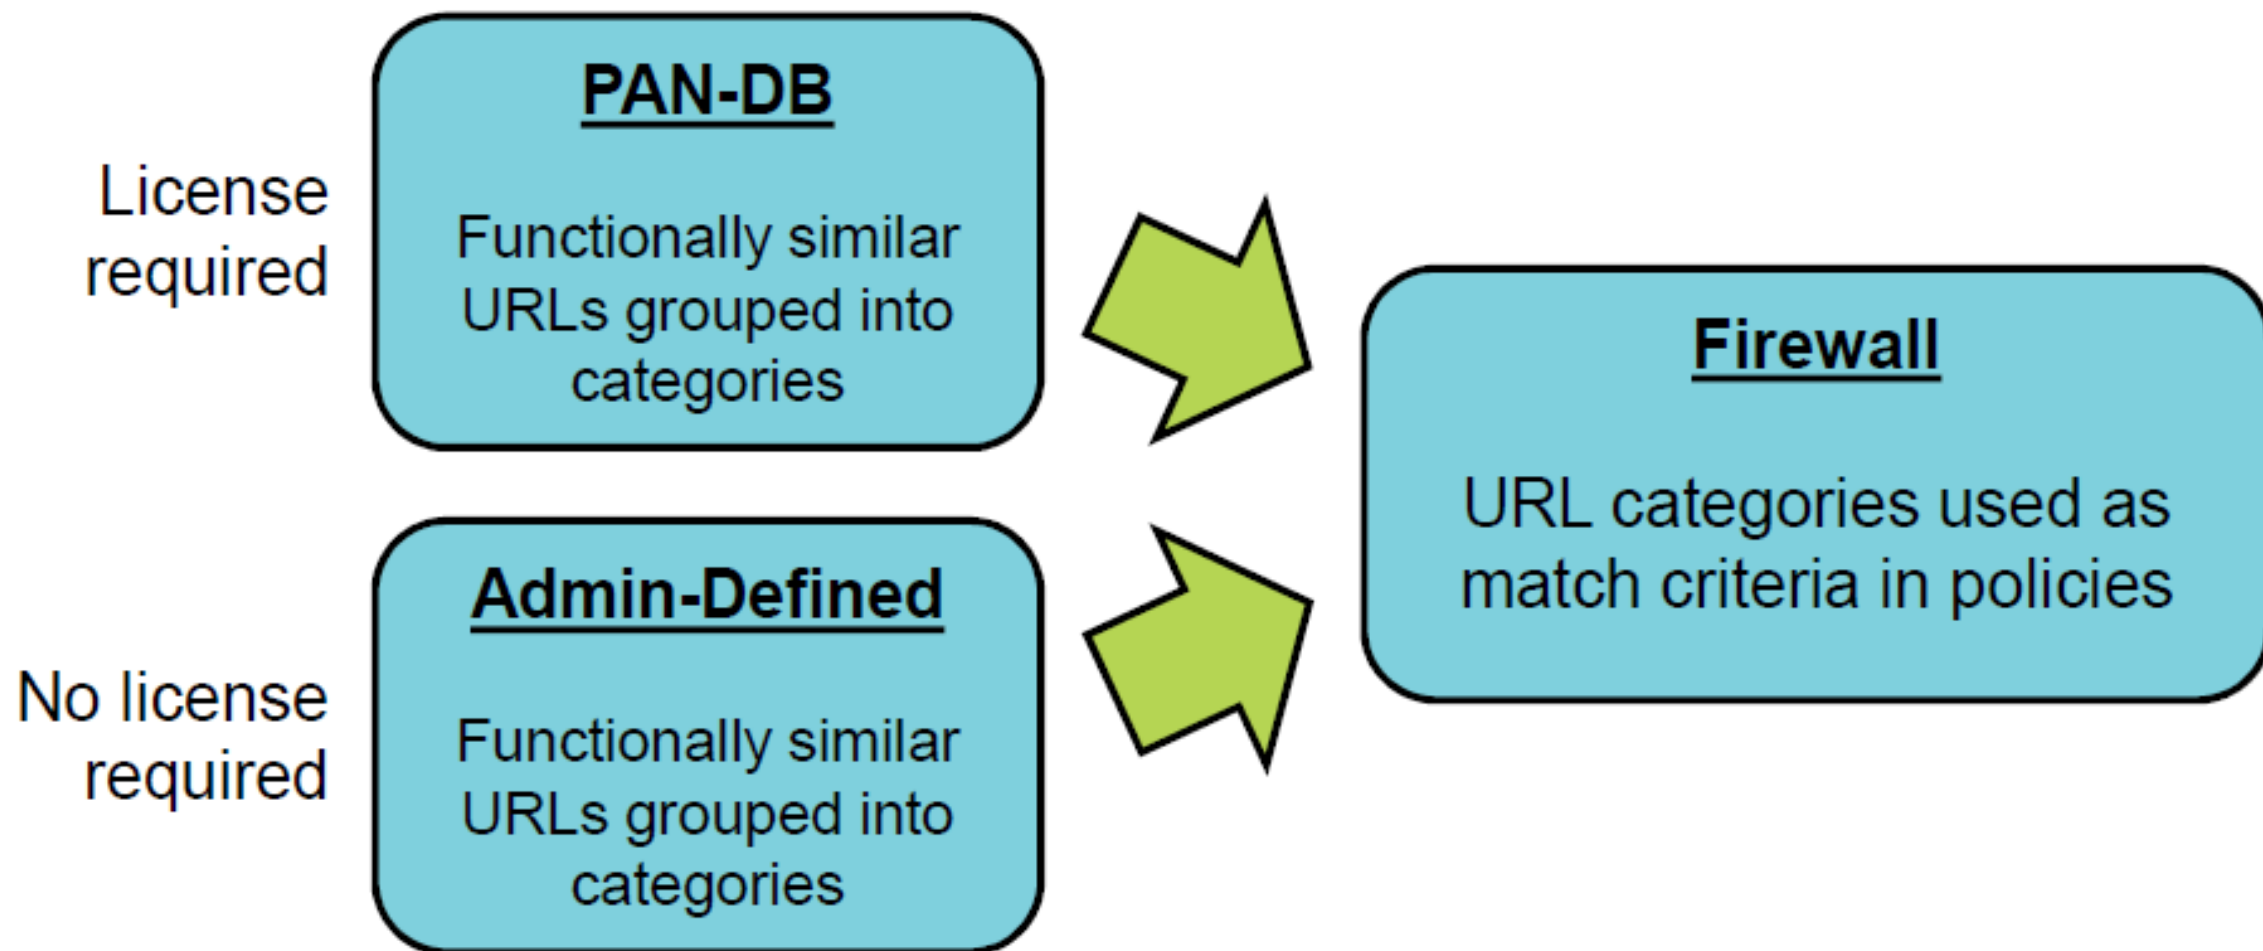 License
required
PAN-DB
Functionally similar
URLs grouped into
categories
No license
required
Admin-Defined
Functionally similar
URLs grouped into
categories
Firewall
URL categories used as
match criteria in policies